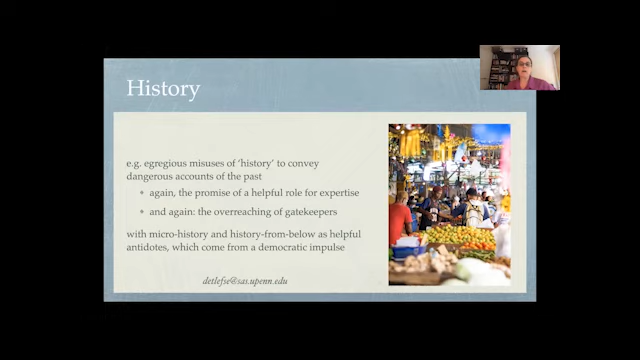 History
e.g. egregious misuses of 'history' to convey
dangerous accounts of the past
* again, the promise of a helpful role for expertise
* and again: the overreaching of gatekeepers
with micro-history and history-from-below as helpful
antidotes, which come from a democratic impulse
detlefse@sas.upenn.edu